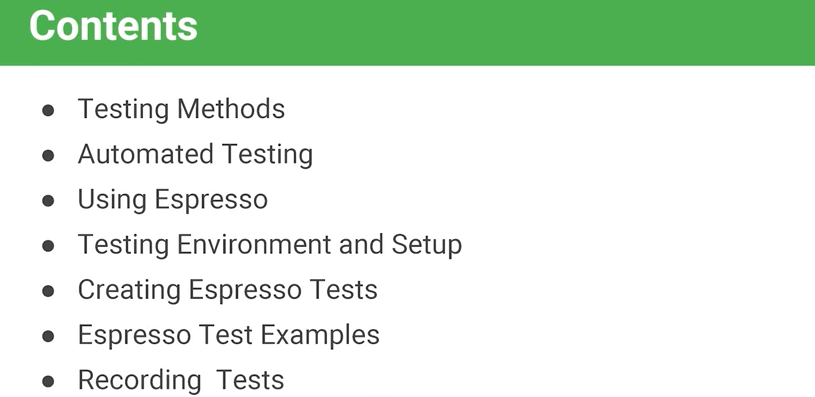 Contents
● Testing Methods
● Automated Testing
● Using Espresso
● Testing Environment and Setup
● Creating Espresso Tests
● Espresso Test Examples
● Recording  Tests